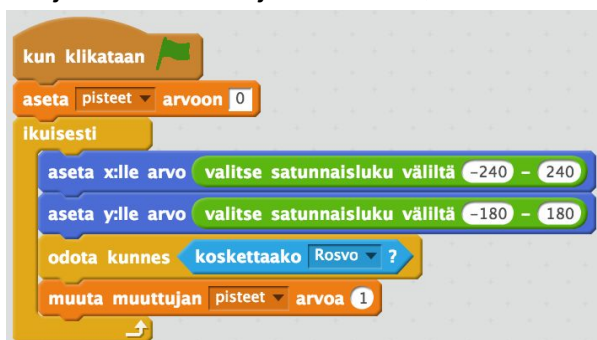 kun klikataan
aseta pisteet arvoon 0
ikuisesti
aseta x:lle arvo valitse satunnaisluku väliltä -240 - 240
aseta y:lle arvo valitse satunnaisluku väliltä -180 - 180
odota kunnes koskettaako Rosvo ?
muuta muuttujan pisteet arvoa 1